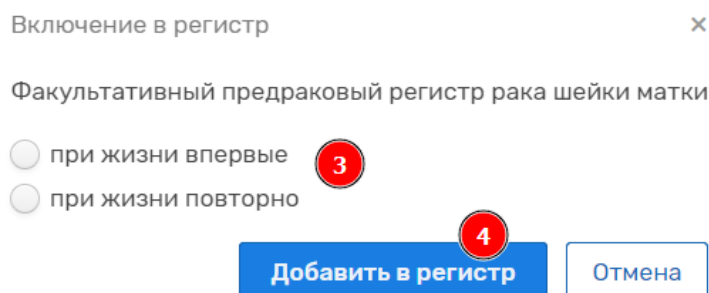 Включение в регистр ×
Факультативный предраковый регистр рака шейки матки
при жизни впервые 3
при жизни повторно
4
Добавить в регистр Отмена